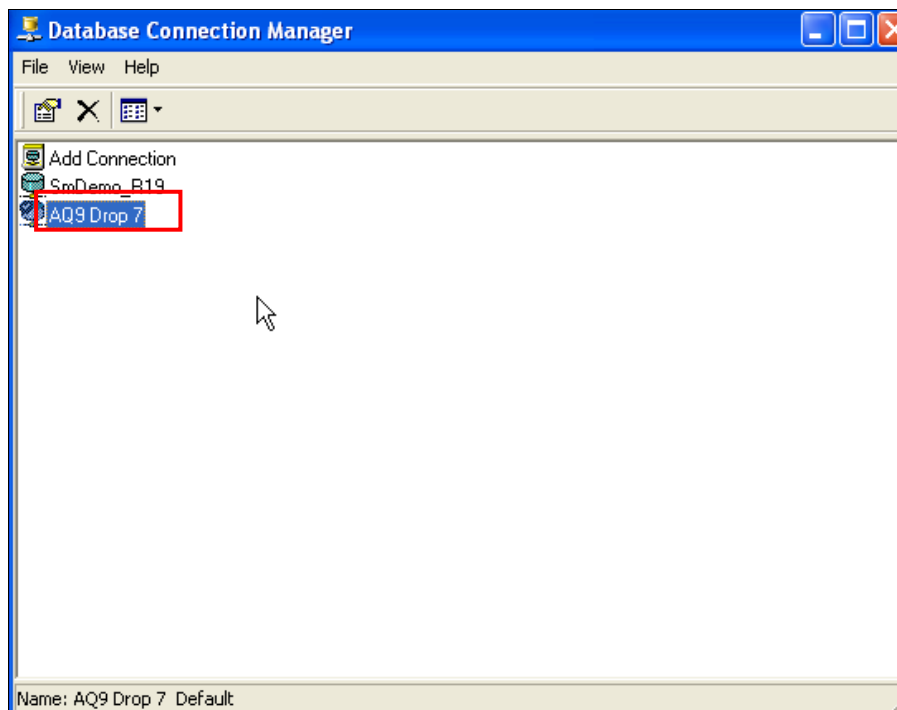 Database Connection Manager
File View Help
Add Connection
SmDemo_B19
AQ9 Drop 7
Name: AQ9 Drop 7 Default